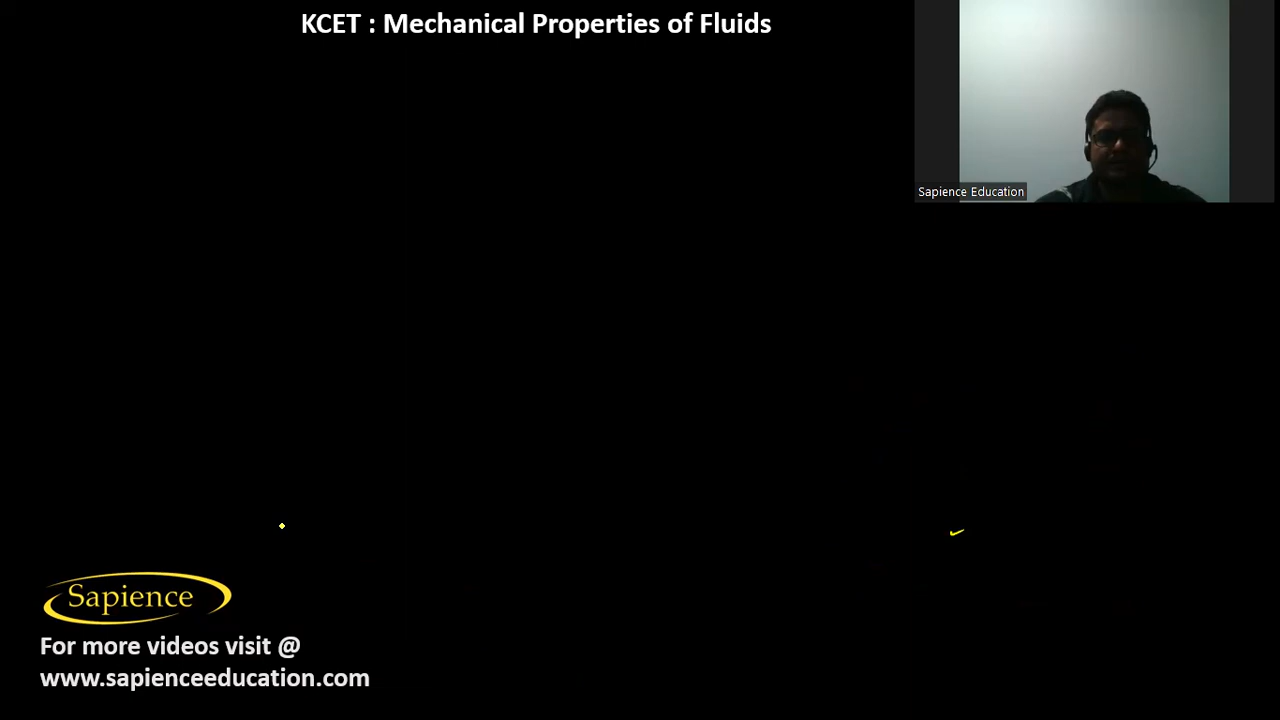 KCET : Mechanical Properties of Fluids
Sapience Education
Sapience
For more videos visit @
www.sapienceeducation.com